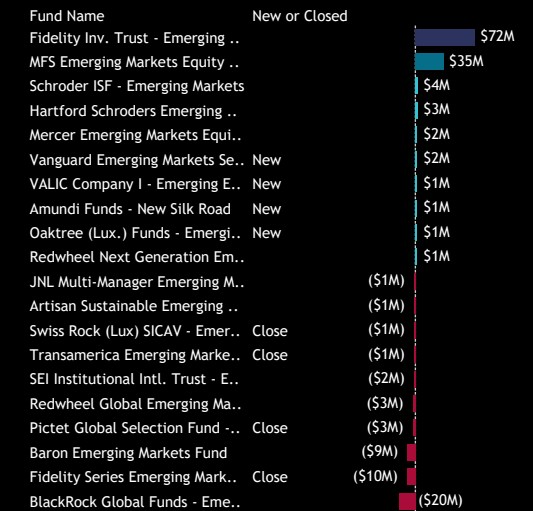 Fund Name New or Closed
Fidelity Inv. Trust - Emerging .. $72M
MFS Emerging Markets Equity .. $35M
Schroder ISF - Emerging Markets $4M
Hartford Schroders Emerging .. $3M
Mercer Emerging Markets Equi.. $2M
Vanguard Emerging Markets Se.. New $2M
VALIC Company I - Emerging E.. New $1M
Amundi Funds - New Silk Road New $1M
Oaktree (Lux.) Funds - Emergi.. New $1M
Redwheel Next Generation Em.. $1M
JNL Multi-Manager Emerging M.. ($1M)
Artisan Sustainable Emerging .. ($1M)
Swiss Rock (Lux) SICAV - Emer.. Close ($1M)
Transamerica Emerging Marke.. Close ($1M)
SEI Institutional Intl. Trust - E.. ($2M)
Redwheel Global Emerging Ma.. ($3M)
Pictet Global Selection Fund -.. Close ($3M)
Baron Emerging Markets Fund ($9M)
Fidelity Series Emerging Mark.. Close ($10M)
BlackRock Global Funds - Eme.. ($20M)